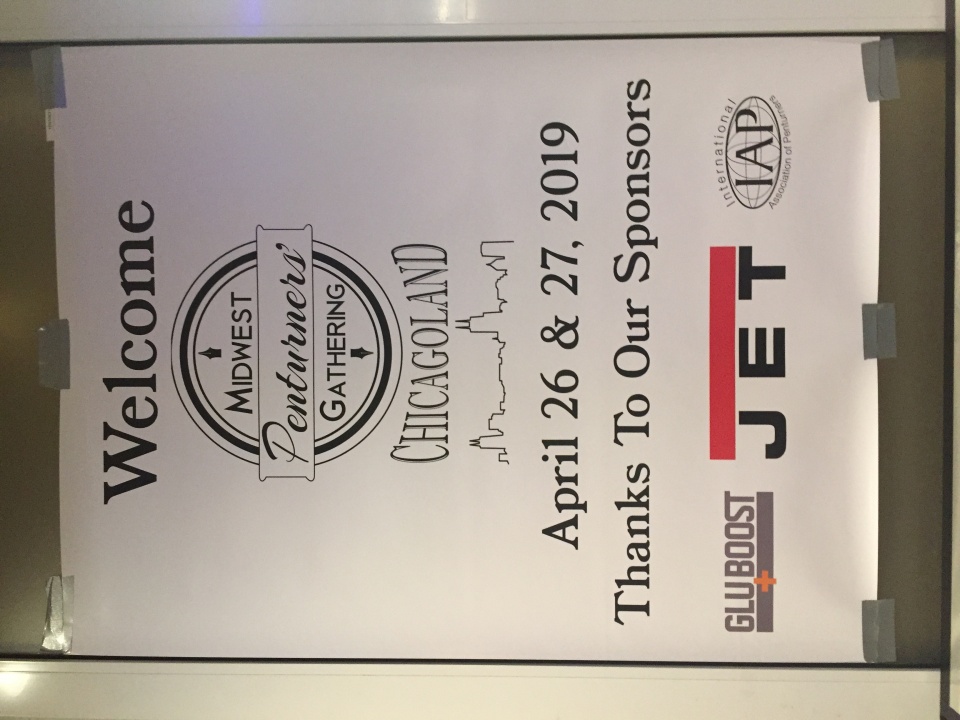 Welcome
MIDWEST
Penturners'
GATHERING
CHICAGOLAND
April 26 & 27, 2019
Thanks To Our Sponsors
GLUBOOST
JET
International
IAP
Association of Penturners